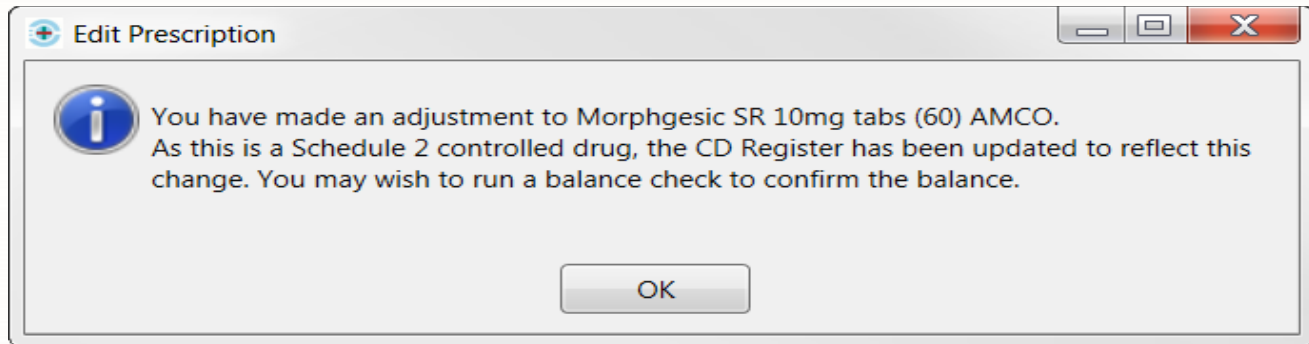 Edit Prescription
You have made an adjustment to Morphgesic SR 10mg tabs (60) AMCO.
As this is a Schedule 2 controlled drug, the CD Register has been updated to reflect this
change. You may wish to run a balance check to confirm the balance.
OK